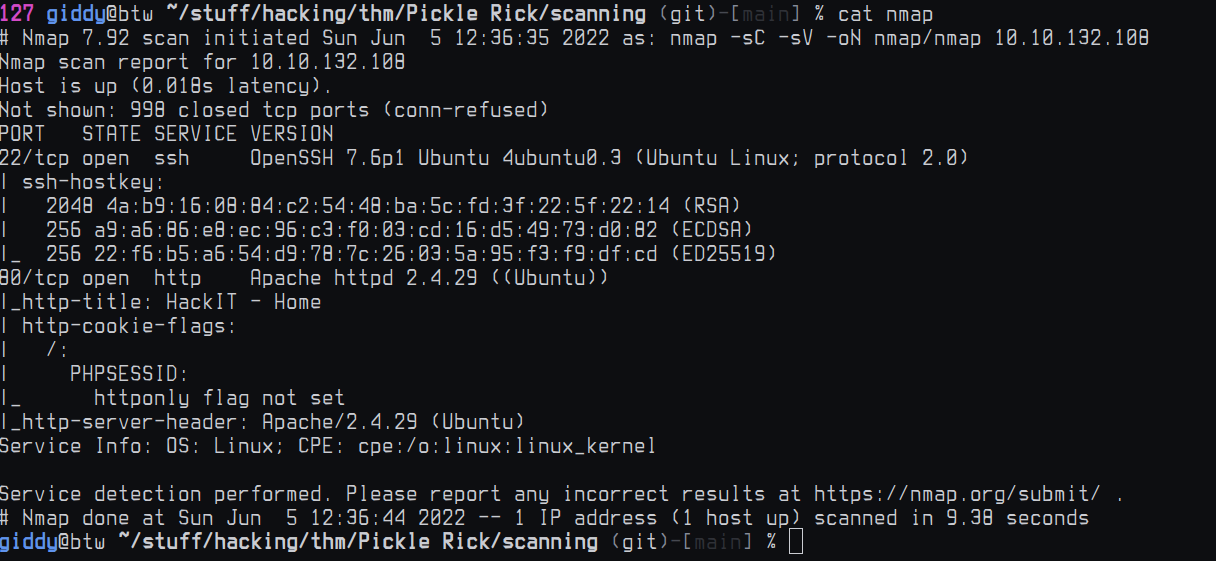 127 giddy@btw ~/stuff/hacking/thm/Pickle Rick/scanning (git)-[main] % cat nmap
# Nmap 7.92 scan initiated Sun Jun  5 12:36:35 2022 as: nmap -sC -sV -oN nmap/nmap 10.10.132.108
Nmap scan report for 10.10.132.108
Host is up (0.018s latency).
Not shown: 998 closed tcp ports (conn-refused)
PORT   STATE SERVICE VERSION
22/tcp open  ssh     OpenSSH 7.6p1 Ubuntu 4ubuntu0.3 (Ubuntu Linux; protocol 2.0)
| ssh-hostkey:
|   2048 4a:b9:16:08:84:c2:54:48:ba:5c:fd:3f:22:5f:22:14 (RSA)
|   256 a9:a6:86:e8:ec:96:c3:f0:03:cd:16:d5:49:73:d0:82 (ECDSA)
|_  256 22:f6:b5:a6:54:d9:78:7c:26:03:5a:95:f3:f9:df:cd (ED25519)
80/tcp open  http    Apache httpd 2.4.29 ((Ubuntu))
|_http-title: HackIT - Home
| http-cookie-flags:
|   /:
|     PHPSESSID:
|_      httponly flag not set
|_http-server-header: Apache/2.4.29 (Ubuntu)
Service Info: OS: Linux; CPE: cpe:/o:linux:linux_kernel

Service detection performed. Please report any incorrect results at https://nmap.org/submit/ .
# Nmap done at Sun Jun  5 12:36:44 2022 -- 1 IP address (1 host up) scanned in 9.38 seconds
giddy@btw ~/stuff/hacking/thm/Pickle Rick/scanning (git)-[main] %